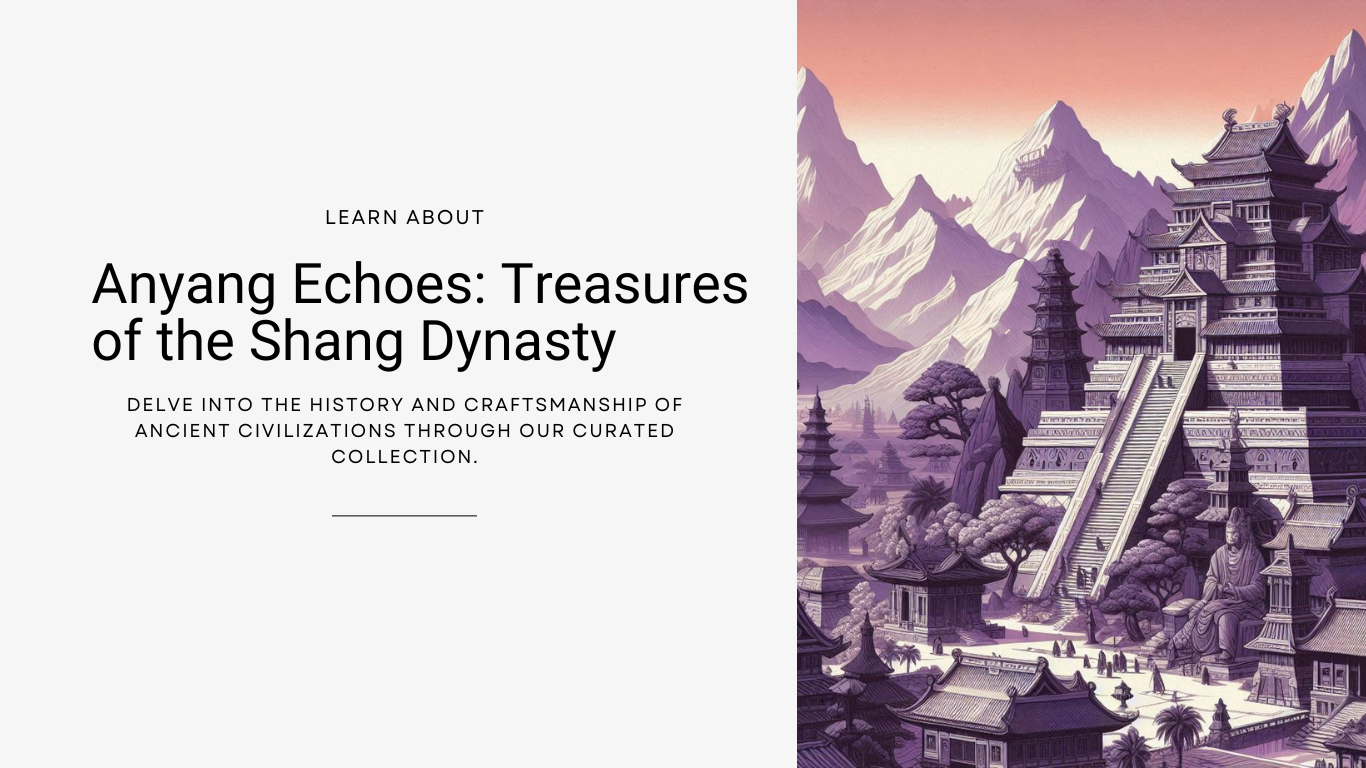 LEARN ABOUT
Anyang Echoes: Treasures
of the Shang Dynasty
DELVE INTO THE HISTORY AND CRAFTSMANSHIP OF
ANCIENT CIVILIZATIONS THROUGH OUR CURATED
COLLECTION.